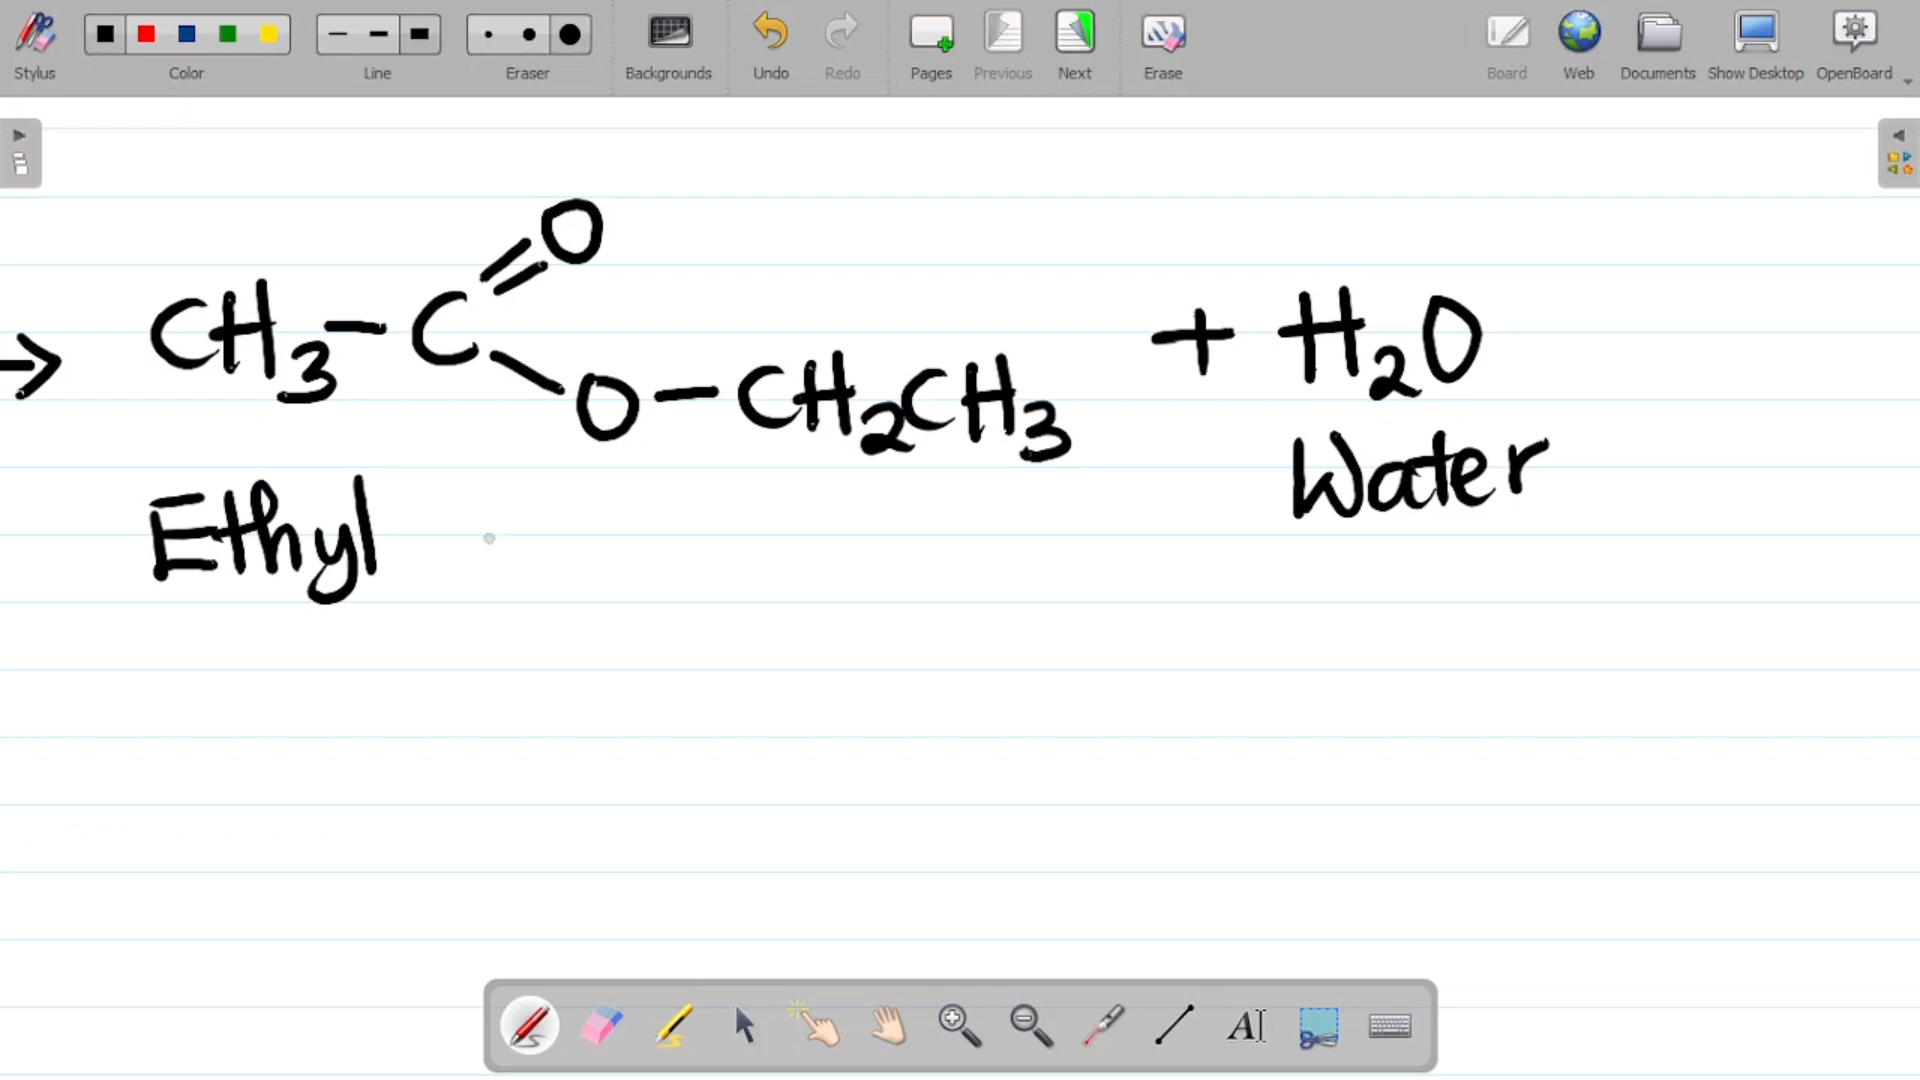 Stylus Color Line Eraser Backgrounds Undo Redo Pages Previous Next Erase Board Web Documents Show Desktop OpenBoard
O
→ CH3 - C + H2O
O - CH2CH3
Water
Ethyl
AI